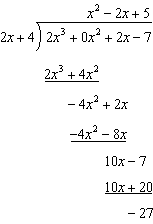 x² − 2x + 5
2x + 4 ) 2x³ + 0x² + 2x − 7
2x³ + 4x²
− 4x² + 2x
−4x² − 8x
10x − 7
10x + 20
− 27